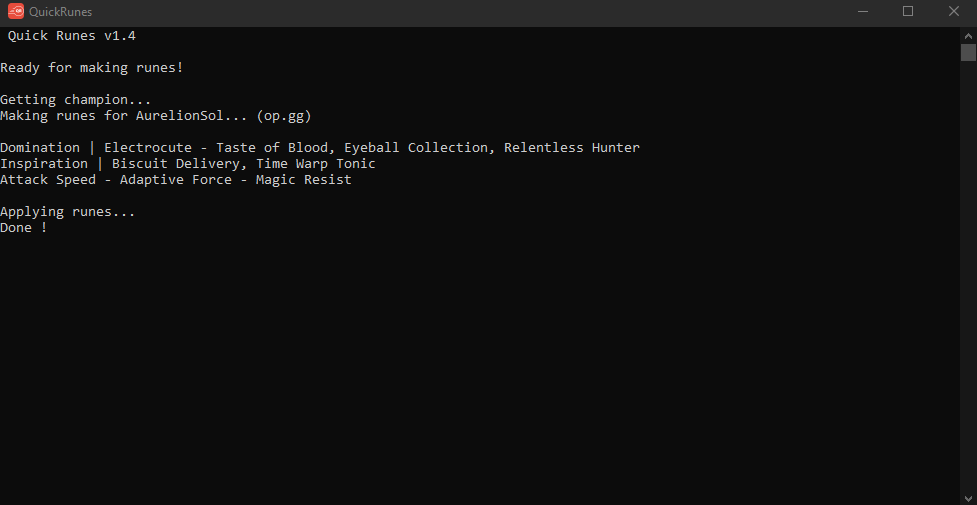 QuickRunes
Quick Runes v1.4
Ready for making runes!
Getting champion...
Making runes for AurelionSol... (op.gg)
Domination | Electrocute - Taste of Blood, Eyeball Collection, Relentless Hunter
Inspiration | Biscuit Delivery, Time Warp Tonic
Attack Speed - Adaptive Force - Magic Resist
Applying runes...
Done !